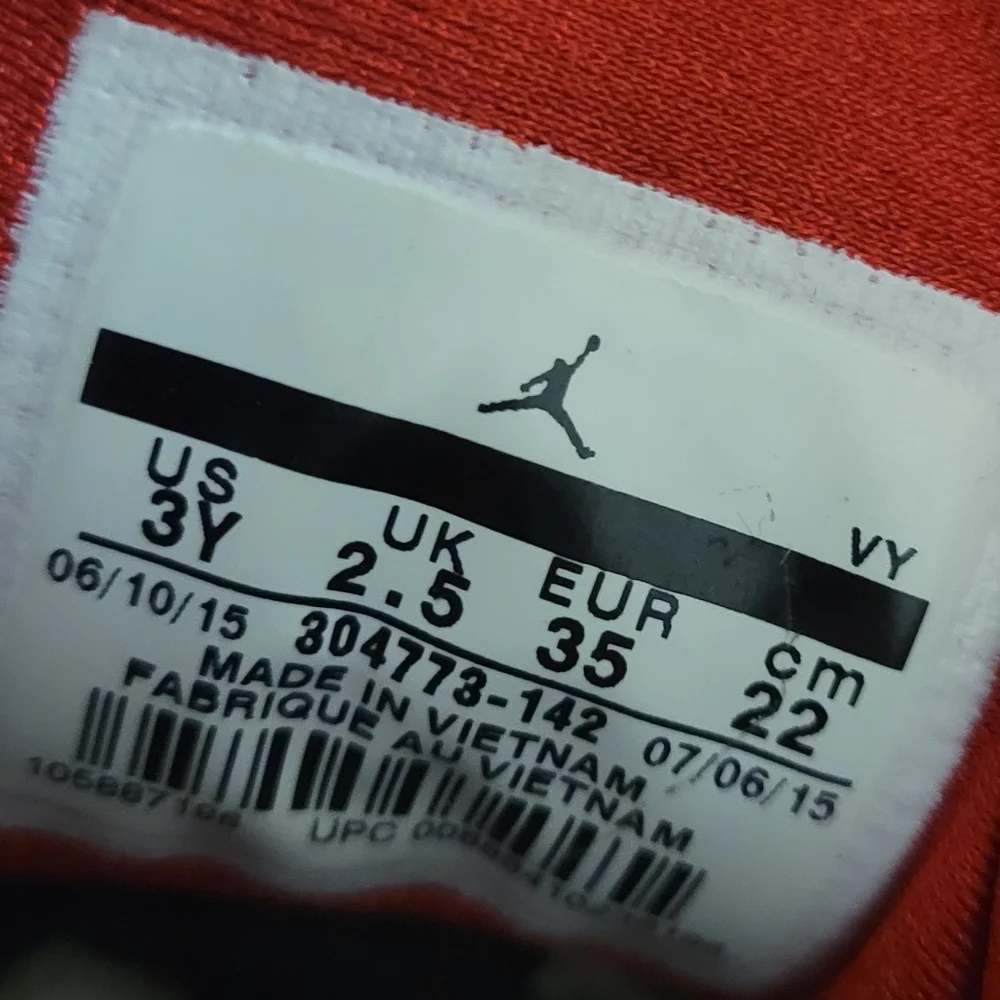 VY
US UK EUR cm
3Y 2.5 35 22
06/10/15 304773-142 07/06/15
MADE IN VIETNAM
FABRIQUE AU VIETNAM
UPC